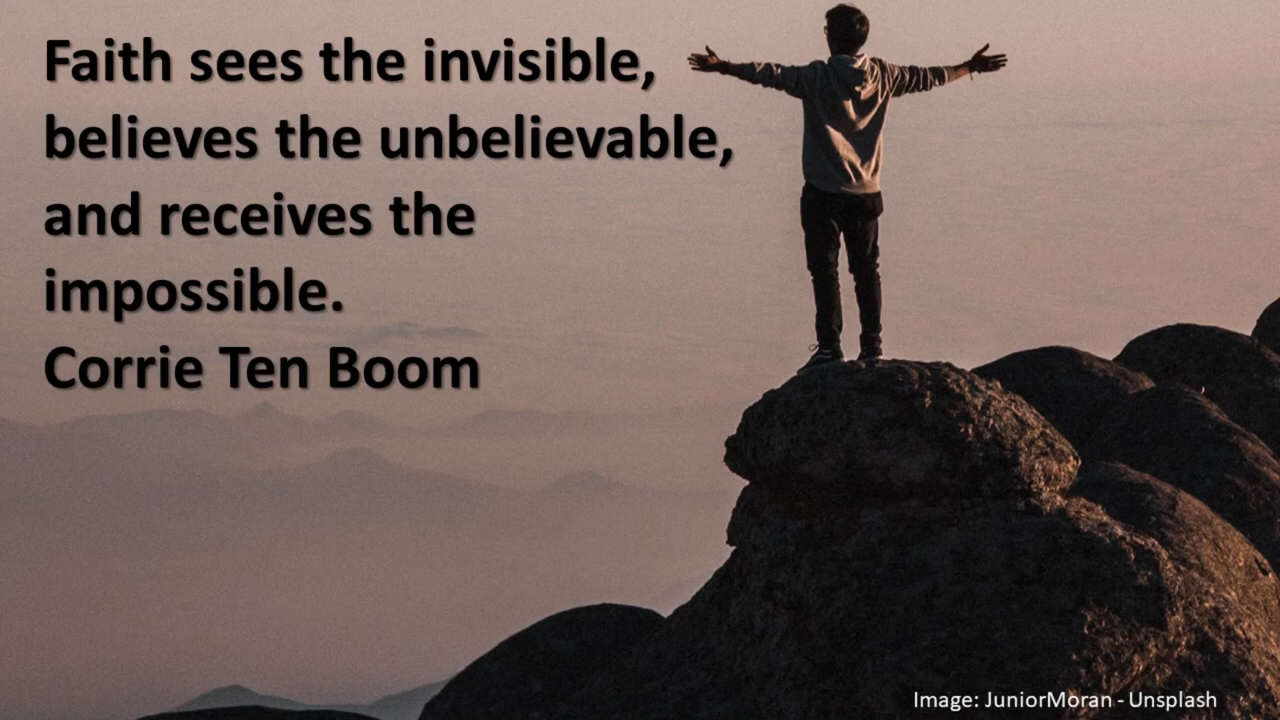 Faith sees the invisible,
believes the unbelievable,
and receives the
impossible.
Corrie Ten Boom
Image: JuniorMoran - Unsplash